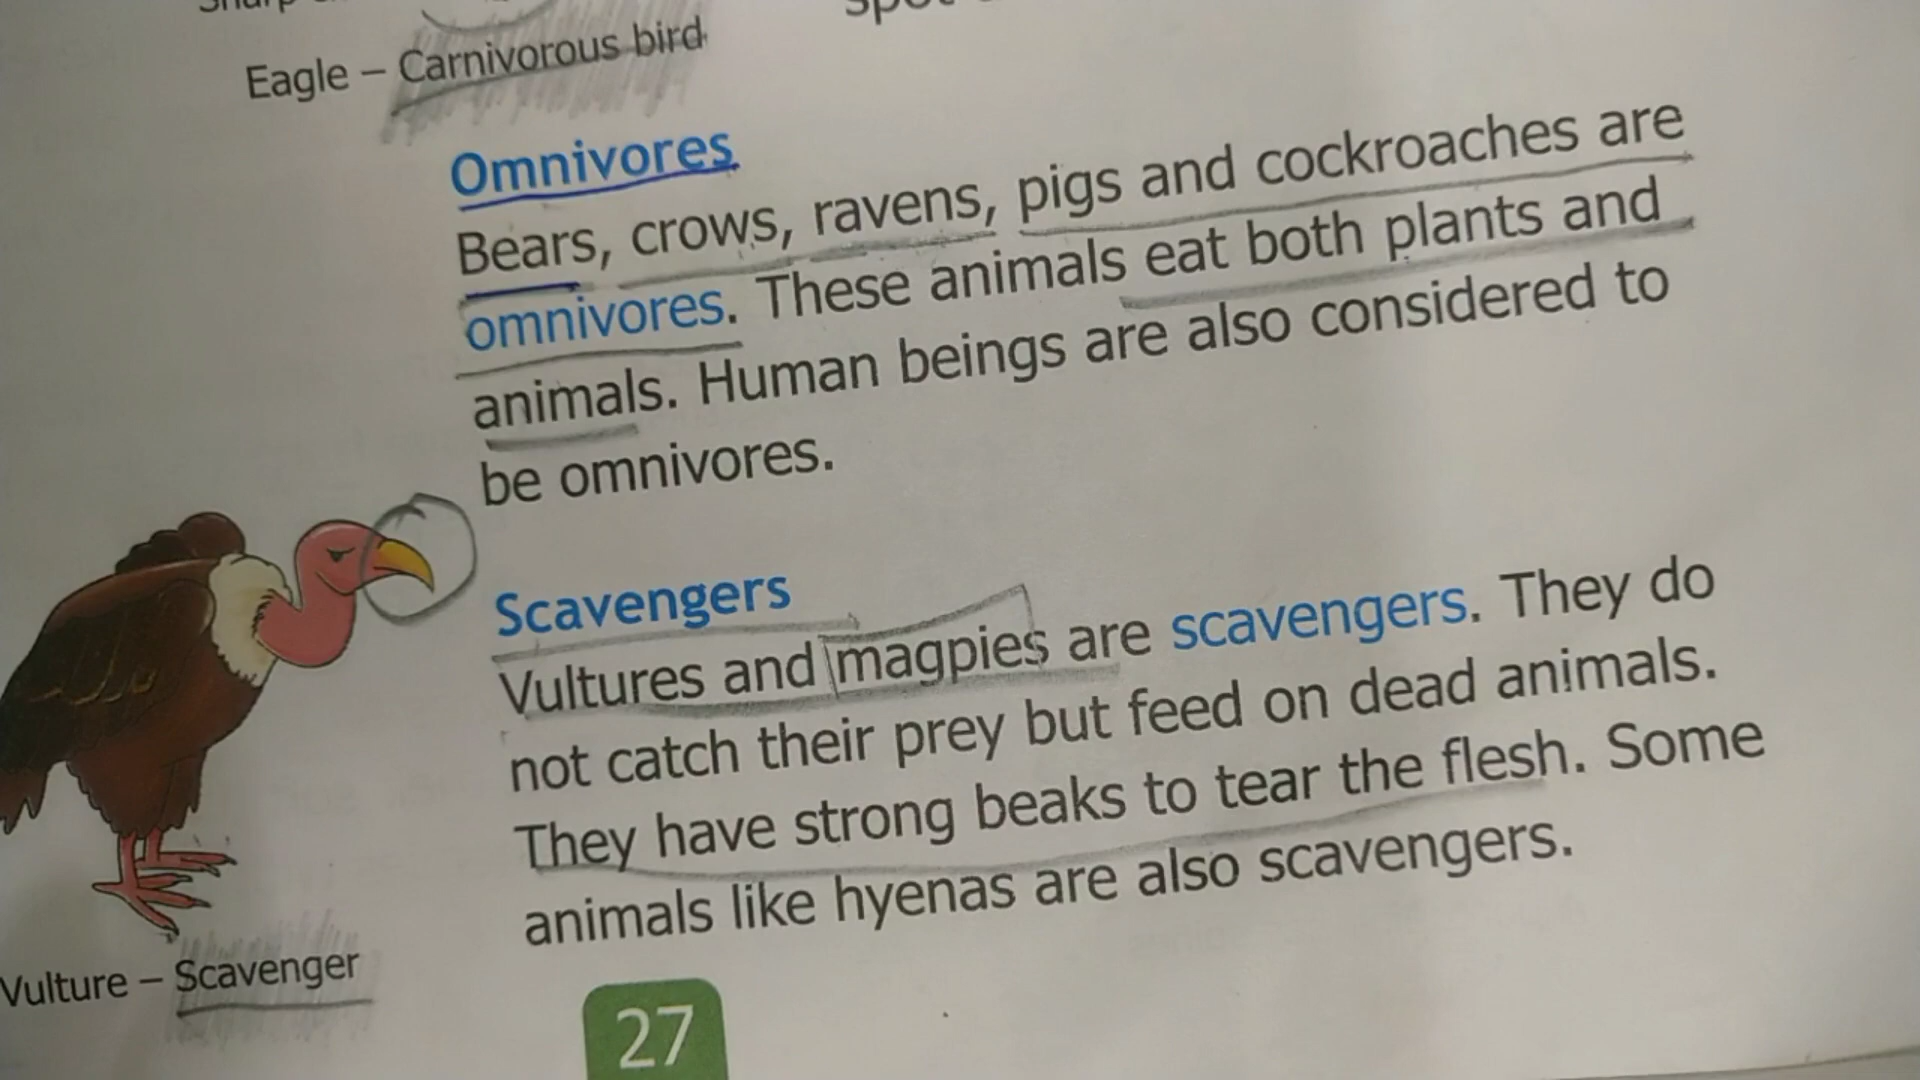 Eagle – Carnivorous bird
Omnivores
Bears, crows, ravens, pigs and cockroaches are
omnivores. These animals eat both plants and
animals. Human beings are also considered to
be omnivores.
Scavengers
Vultures and magpies are scavengers. They do
not catch their prey but feed on dead animals.
They have strong beaks to tear the flesh. Some
animals like hyenas are also scavengers.
Vulture – Scavenger
27